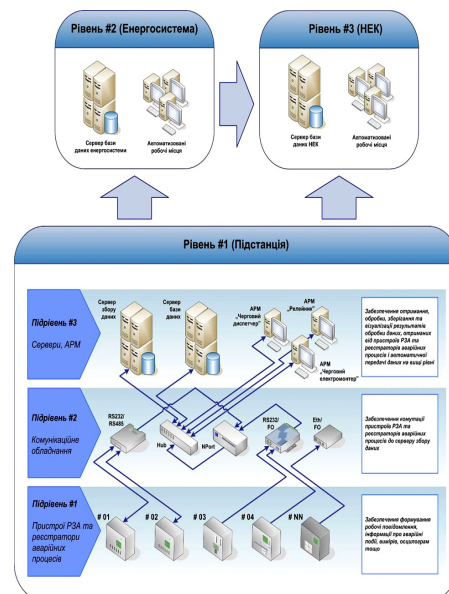 Рівень #2 (Енергосистема)
Сервер бази
даних енергосистеми
Автоматизовані
робочі місця
Рівень #3 (НЕК)
Сервер бази
даних НЕК
Автоматизовані
робочі місця
Рівень #1 (Підстанція)
Підрівень #3
Сервери, АРМ
Сервер
збору
даних
Сервер
бази
даних
АРМ
„Черговий
диспетчер"
АРМ
„Релейник"
АРМ
„Черговий
електромонтер"
Забезпечення отримання,
обробки, зберігання та
візуалізації результатів
обробки даних, отриманих
від пристроїв РЗА та
реєстраторів аварійних
процесів і автоматичної
передачі даних на вищі рівні
Підрівень #2
Комунікаційне
обладнання
RS232/
RS485
Hub
NPort
RS232/
FO
Eth/
FO
Забезпечення комутації
пристроїв РЗА та
реєстраторів аварійних
процесів до серверу збору
даних
Підрівень #1
Пристрої РЗА та
реєстратори
аварійних
процесів
# 01
# 02
# 03
# 04
# NN
Забезпечення формування
робочі повідомлення,
інформації про аварійні
події, вимірів, осцилограм
тощо